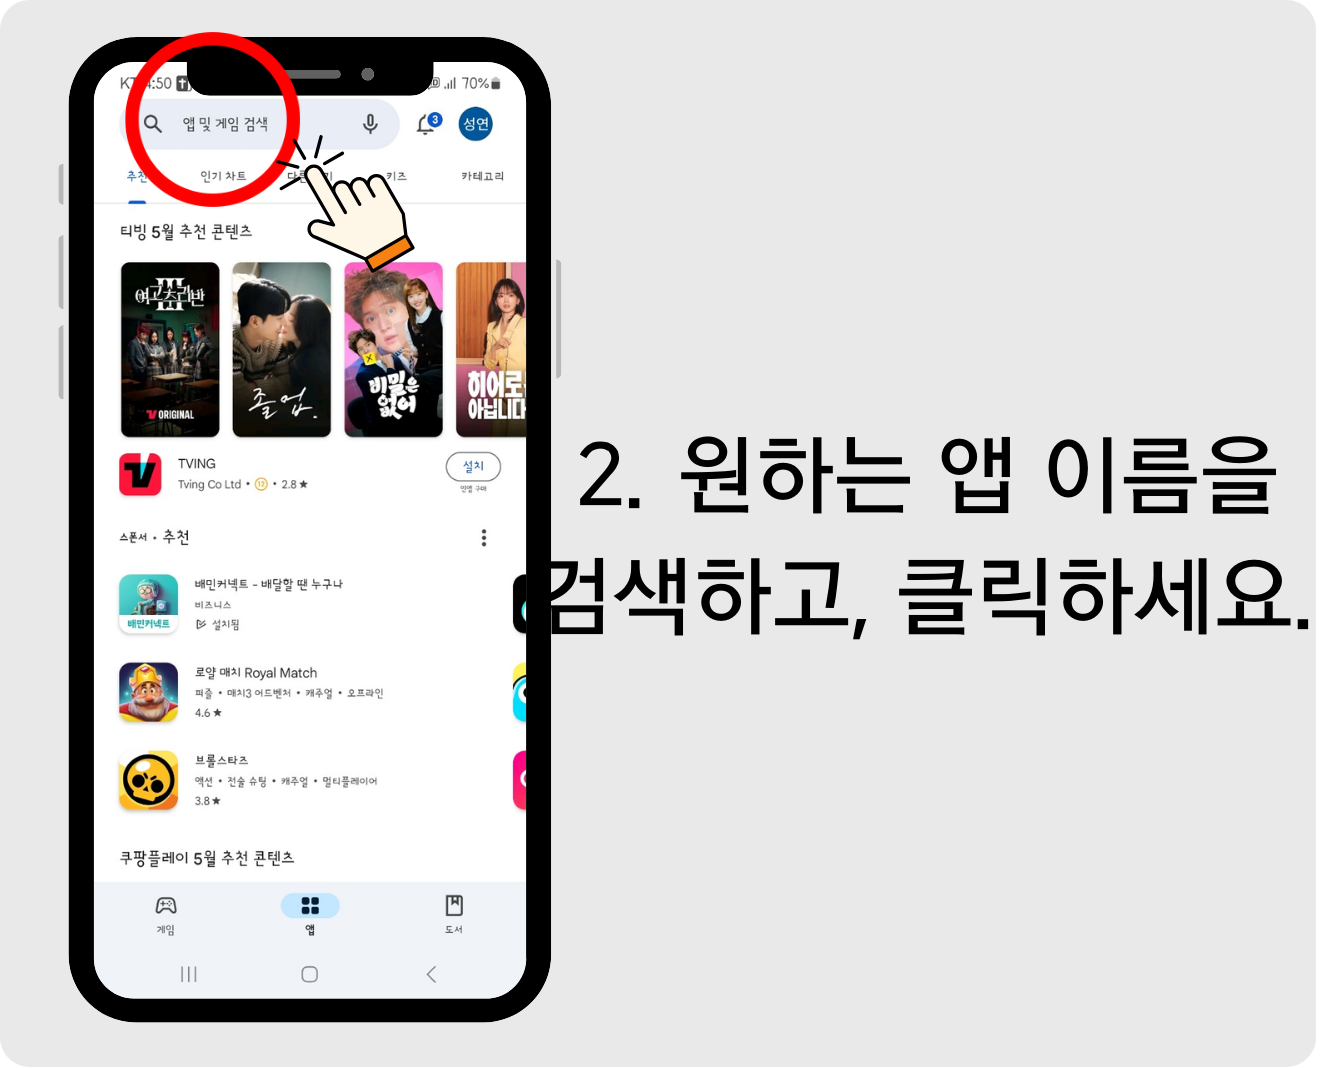 KT 4:50
70%
앱 및 게임 검색
3
성연
추천
인기 차트
키즈
카테고리
티빙 5월 추천 콘텐츠
여고추리반
III
ORIGINAL
졸업.
비밀은
없어
히어로
아닙니다
TVING
Tving Co Ltd • 13 • 2.8 ★
설치
인앱 구매
스폰서 • 추천
배민커넥트
배민커넥트 - 배달할 땐 누구나
비즈니스
설치됨
로얄 매치 Royal Match
퍼즐 • 매치3 어드벤처 • 캐주얼 • 오프라인
4.6 ★
브롤스타즈
액션 • 전술 슈팅 • 캐주얼 • 멀티플레이어
3.8 ★
쿠팡플레이 5월 추천 콘텐츠
게임
앱
도서
2. 원하는 앱 이름을
검색하고, 클릭하세요.